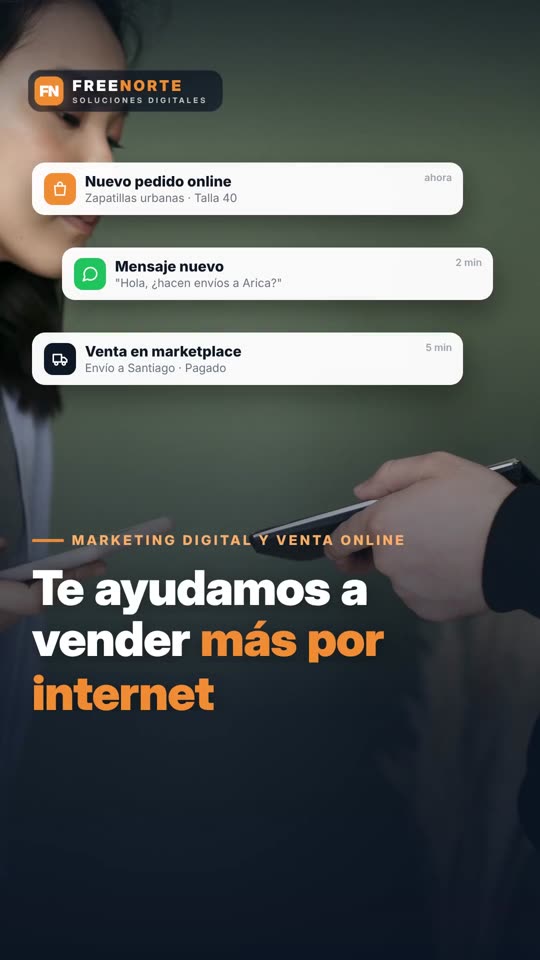 FN
FREENORTE
SOLUCIONES DIGITALES
Nuevo pedido online
ahora
Zapatillas urbanas · Talla 40
Mensaje nuevo
2 min
"Hola, ¿hacen envíos a Arica?"
Venta en marketplace
5 min
Envío a Santiago · Pagado
MARKETING DIGITAL Y VENTA ONLINE
Te ayudamos a
vender más por
internet